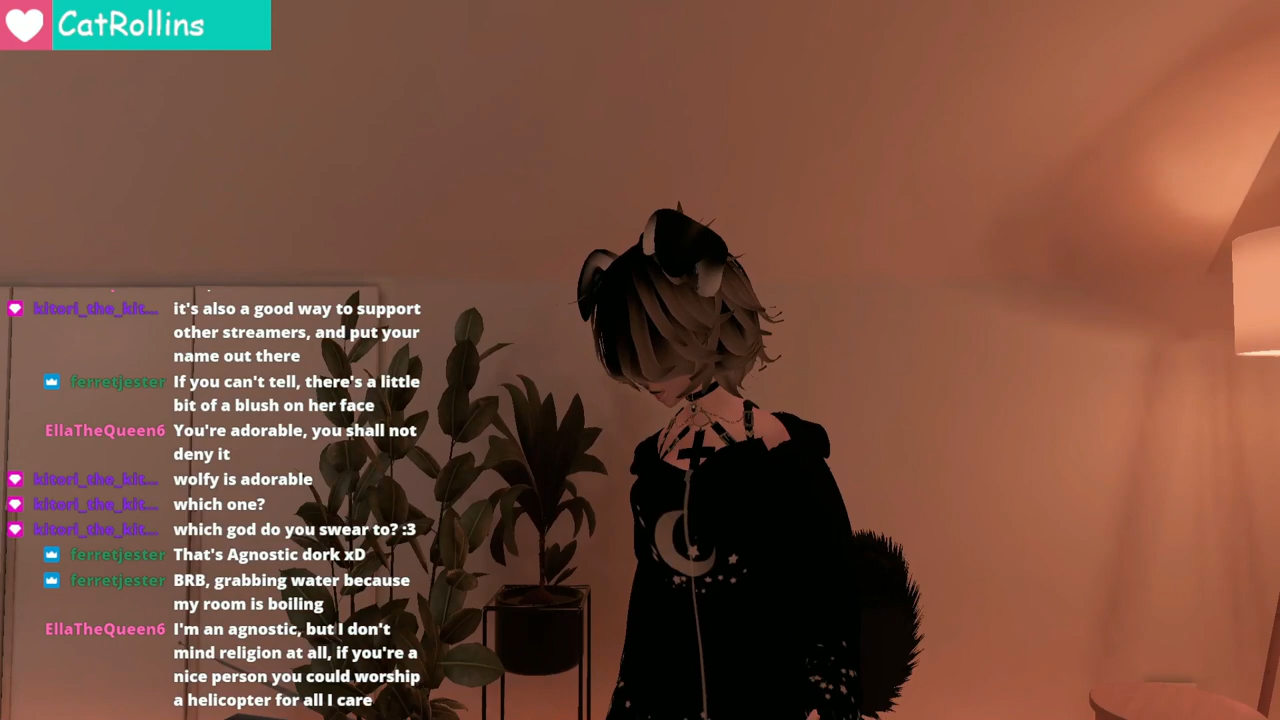 CatRollins
kitori_the_kit... it's also a good way to support
other streamers, and put your
name out there
ferretjester If you can't tell, there's a little
bit of a blush on her face
EllaTheQueen6 You're adorable, you shall not
deny it
kitori_the_kit... wolfy is adorable
kitori_the_kit... which one?
kitori_the_kit... which god do you swear to? :3
ferretjester That's Agnostic dork xD
ferretjester BRB, grabbing water because
my room is boiling
EllaTheQueen6 I'm an agnostic, but I don't
mind religion at all, if you're a
nice person you could worship
a helicopter for all I care